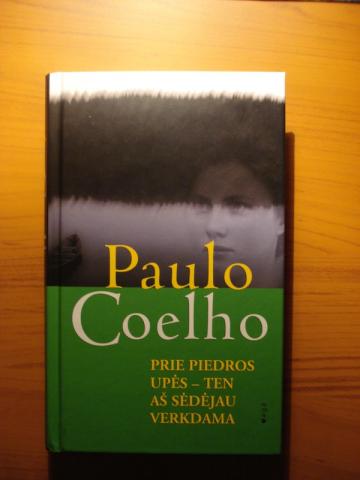 Paulo
Coelho
PRIE PIEDROS
UPĖS – TEN
AŠ SĖDĖJAU
VERKDAMA